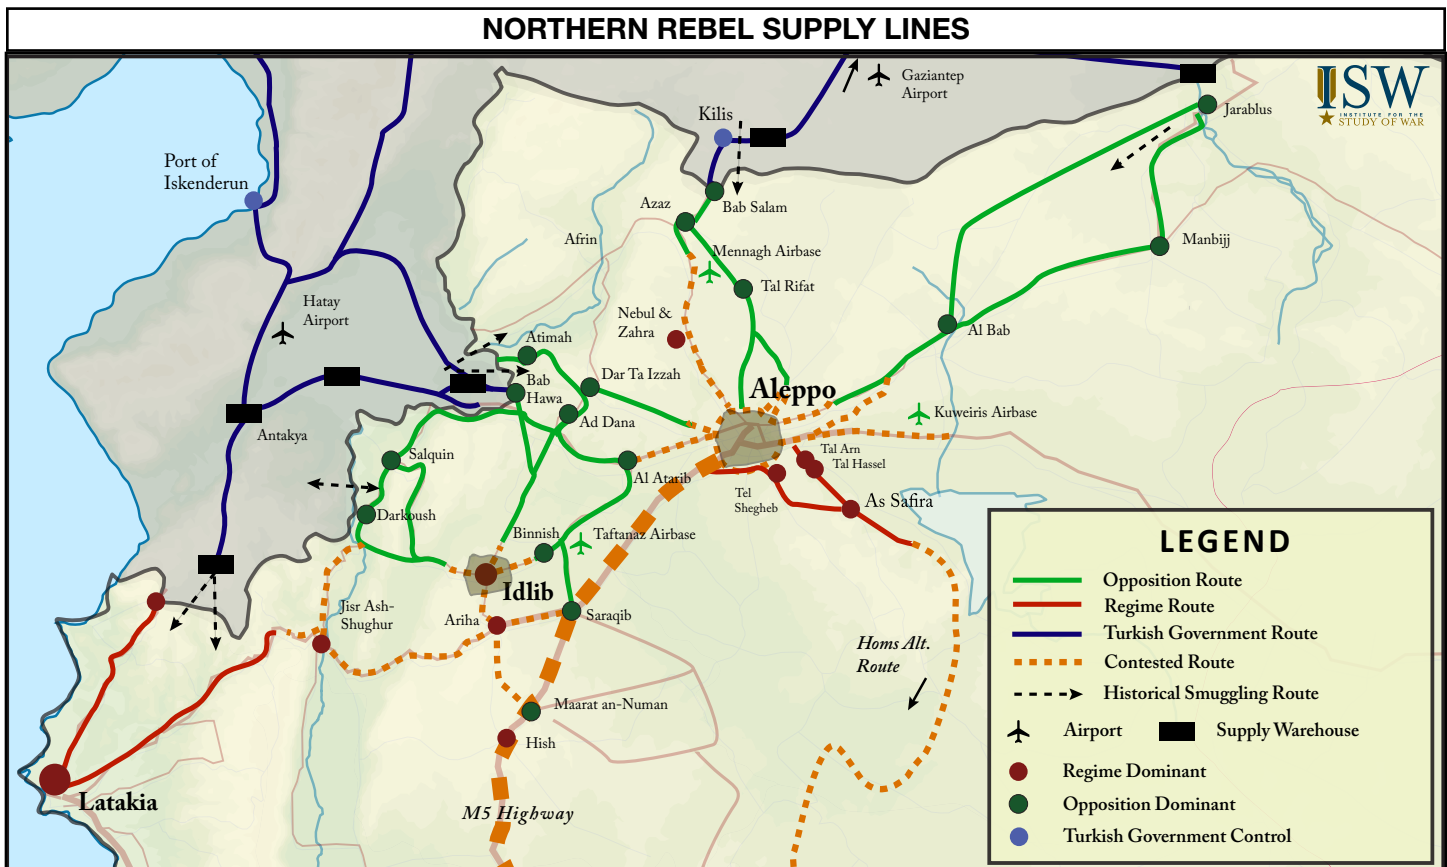 NORTHERN REBEL SUPPLY LINES
Gaziantep
Airport
ISW
INSTITUTE FOR THE
STUDY OF WAR
Jarablus
Kilis
Port of
Iskenderun
Azaz
Bab Salam
Afrin
Manbijj
Mennagh Airbase
Tal Rifat
Hatay
Airport
Nebul &
Zahra
Al Bab
Atimah
Bab
Hawa
Dar Ta Izzah
Aleppo
Ad Dana
Kuweiris Airbase
Antakya
Salquin
Tal Arn
Tal Hassel
Al Atarib
Tel
Shegheb
As Safira
Darkoush
Binnish
Taftanaz Airbase
Idlib
Jisr Ash-
Shughur
Ariha
Saraqib
Homs Alt.
Route
Maarat an-Numan
Hish
Latakia
M5 Highway
LEGEND
Opposition Route
Regime Route
Turkish Government Route
Contested Route
Historical Smuggling Route
Airport
Supply Warehouse
Regime Dominant
Opposition Dominant
Turkish Government Control